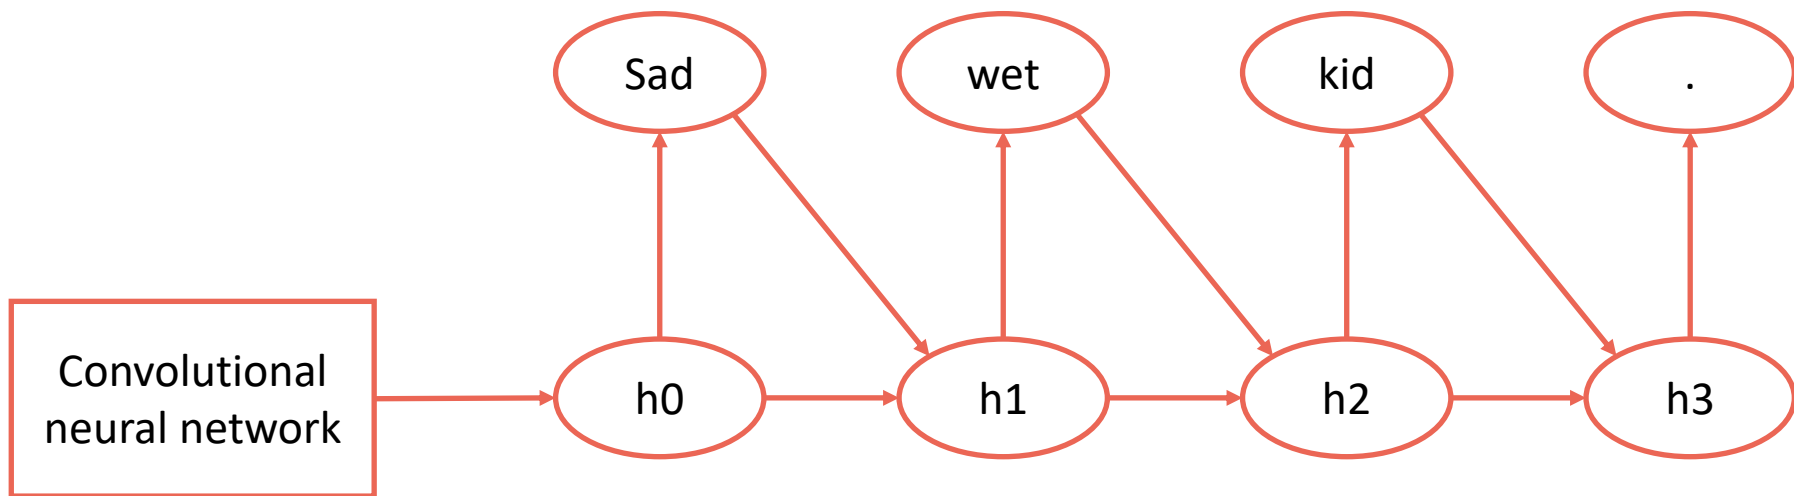 Sad
wet
kid
.
Convolutional
neural network
h0
h1
h2
h3